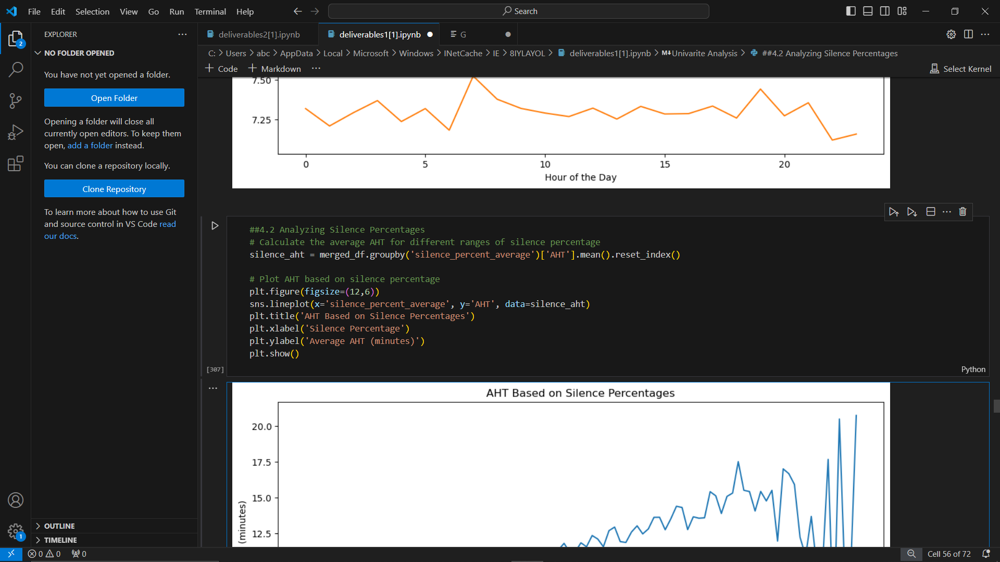 File Edit Selection View Go Run Terminal Help
Search
EXPLORER
NO FOLDER OPENED
You have not yet opened a folder.
Open Folder
Opening a folder will close all
currently open editors. To keep them
open, add a folder instead.
You can clone a repository locally.
Clone Repository
To learn more about how to use Git
and source control in VS Code read
our docs.
OUTLINE
TIMELINE
2
1
deliverables2[1].ipynb
deliverables1[1].ipynb
G
C: > Users > abc > AppData > Local > Microsoft > Windows > INetCache > IE > 8IYLAYOL > deliverables1[1].ipynb > M↓Univarite Analysis > ##4.2 Analyzing Silence Percentages
+ Code + Markdown ...
Select Kernel
7.50
7.25
0 5 10 15 20
Hour of the Day
##4.2 Analyzing Silence Percentages
# Calculate the average AHT for different ranges of silence percentage
silence_aht = merged_df.groupby('silence_percent_average')['AHT'].mean().reset_index()
# Plot AHT based on silence percentage
plt.figure(figsize=(12,6))
sns.lineplot(x='silence_percent_average', y='AHT', data=silence_aht)
plt.title('AHT Based on Silence Percentages')
plt.xlabel('Silence Percentage')
plt.ylabel('Average AHT (minutes)')
plt.show()
[307]
Python
AHT Based on Silence Percentages
20.0
17.5
15.0
12.5
(minutes)
0 0 0
Cell 56 of 72